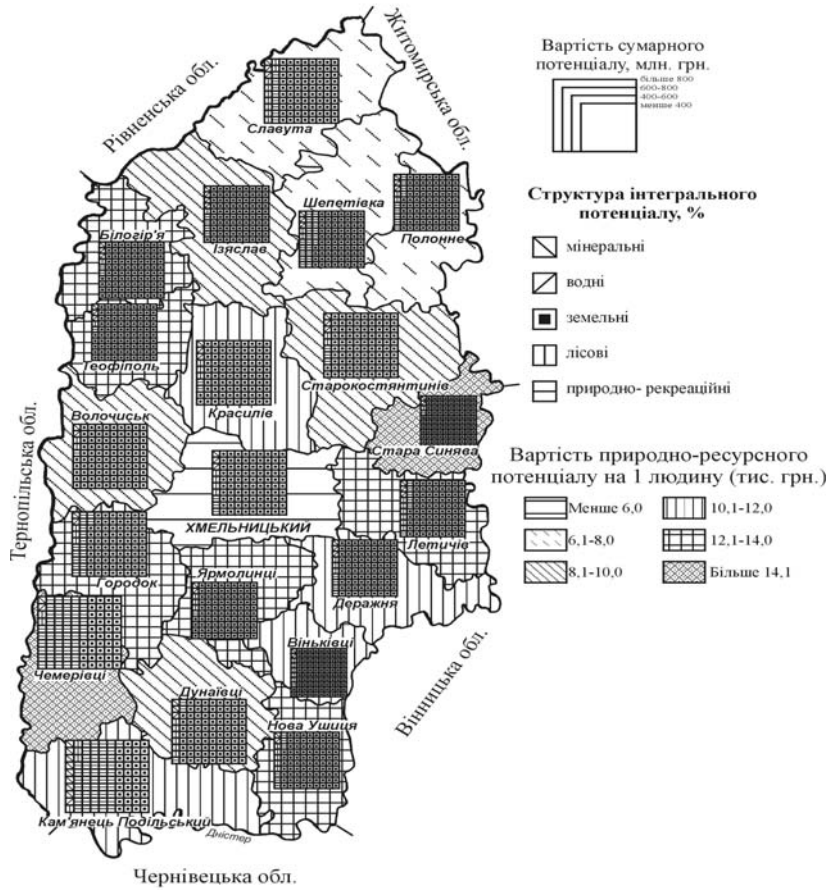 Житомирська обл.
Рівненська обл.
Славута
Шепетівка
Полонне
Білогір'я
Ізяслав
Теофіполь
Красилів
Старокостянтинів
Волочиськ
Стара Синява
Тернопільська обл.
ХМЕЛЬНИЦЬКИЙ
Летичів
Городок
Ярмолинці
Деражня
Чемерівці
Віньківці
Дунаївці
Нова Ушиця
Вінницька обл.
Кам'янець Подільський
Дністер
Чернівецька обл.
Вартість сумарного
потенціалу, млн. грн.
більше 800
600-800
400-600
менше 400
Структура інтегрального
потенціалу, %
мінеральні
водні
земельні
лісові
природно- рекреаційні
Вартість природно-ресурсного
потенціалу на 1 людину (тис. грн.)
Менше 6,0
10,1-12,0
6,1-8,0
12,1-14,0
8,1-10,0
Більше 14,1